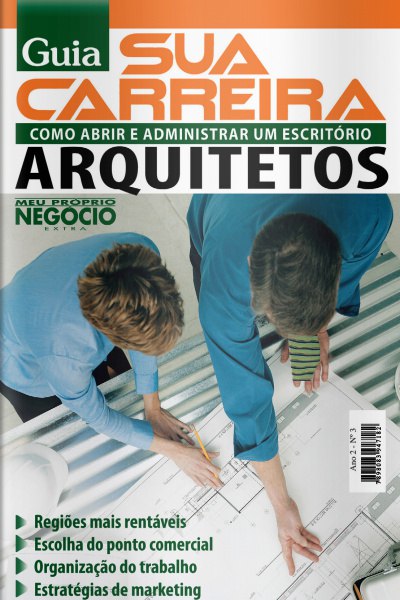 Guia
SUA
CARREIRA
COMO ABRIR E ADMINISTRAR UM ESCRITÓRIO
ARQUITETOS
MEU PRÓPRIO
NEGÓCIO
EXTRA
Ano 2 - Nº 3
Regiões mais rentáveis
Escolha do ponto comercial
Organização do trabalho
Estratégias de marketing